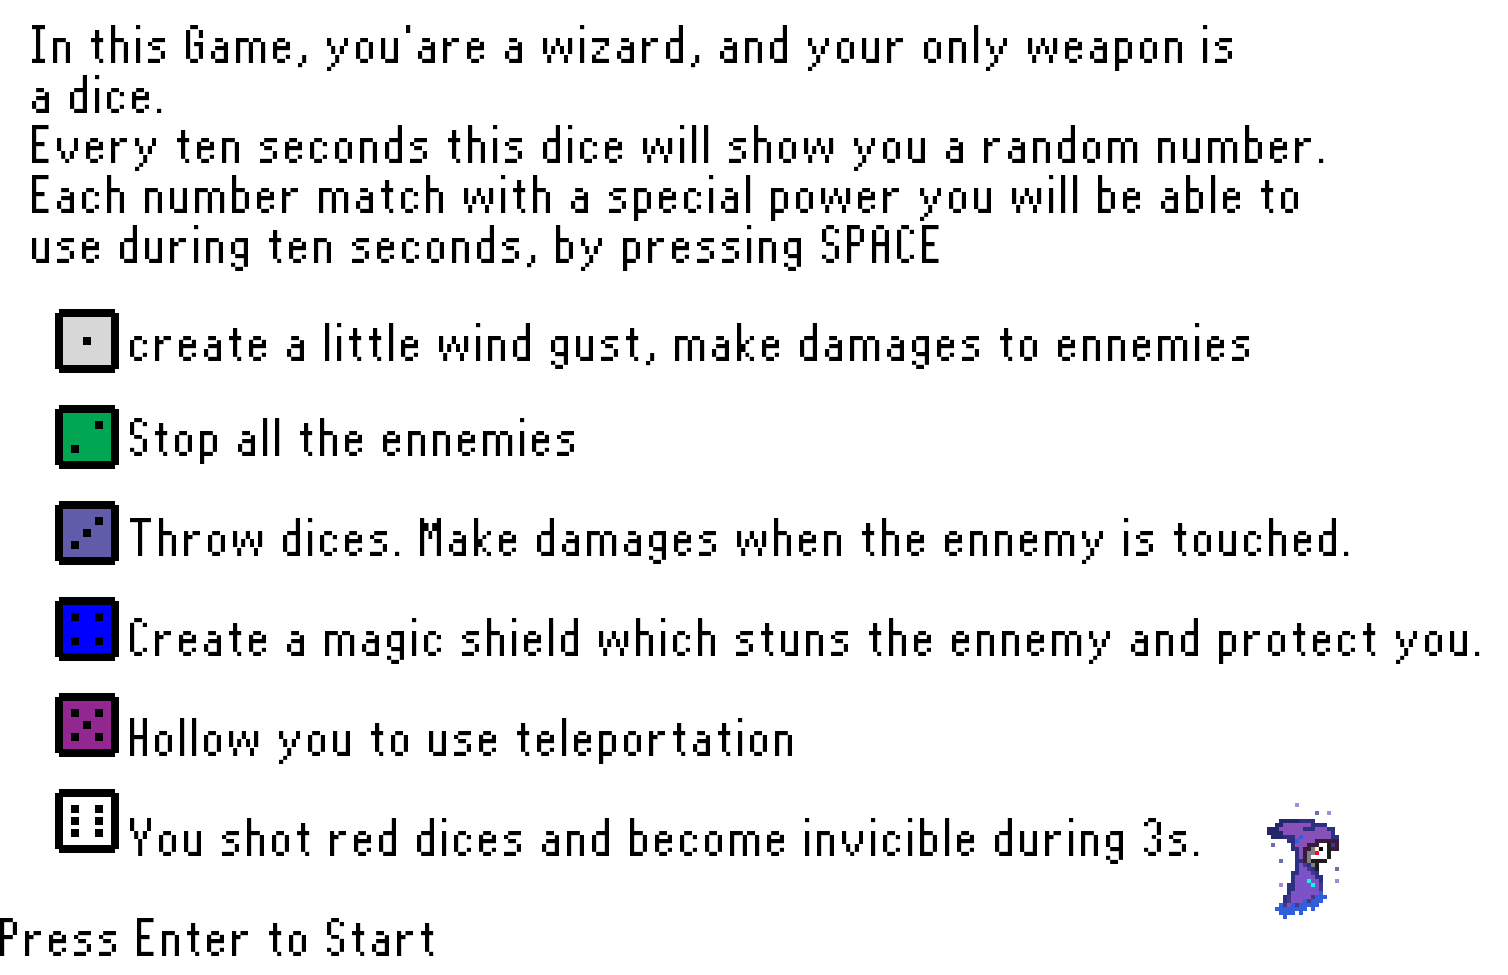 In this Game, you'are a wizard, and your only weapon is
a dice.
Every ten seconds this dice will show you a random number.
Each number match with a special power you will be able to
use during ten seconds, by pressing SPACE
create a little wind gust, make damages to ennemies
Stop all the ennemies
Throw dices. Make damages when the ennemy is touched.
Create a magic shield which stuns the ennemy and protect you.
Hollow you to use teleportation
You shot red dices and become invicible during 3s.
Press Enter to Start